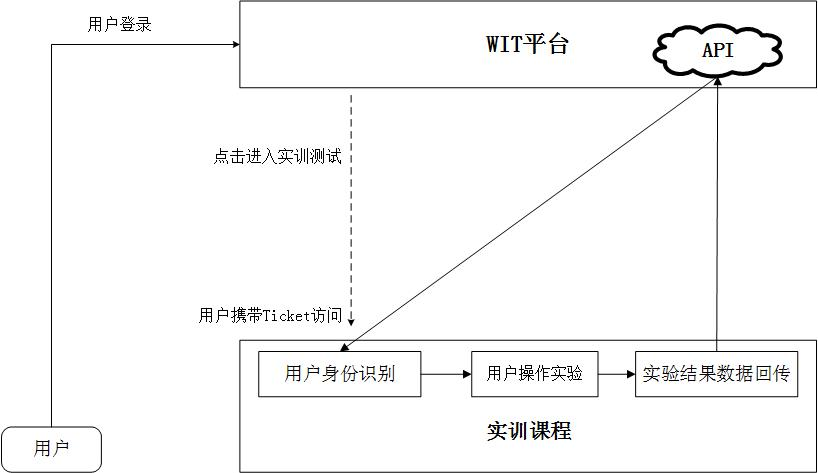 用户登录
WIT平台
API
点击进入实训测试
用户携带Ticket访问
用户身份识别
用户操作实验
实验结果数据回传
实训课程
用户